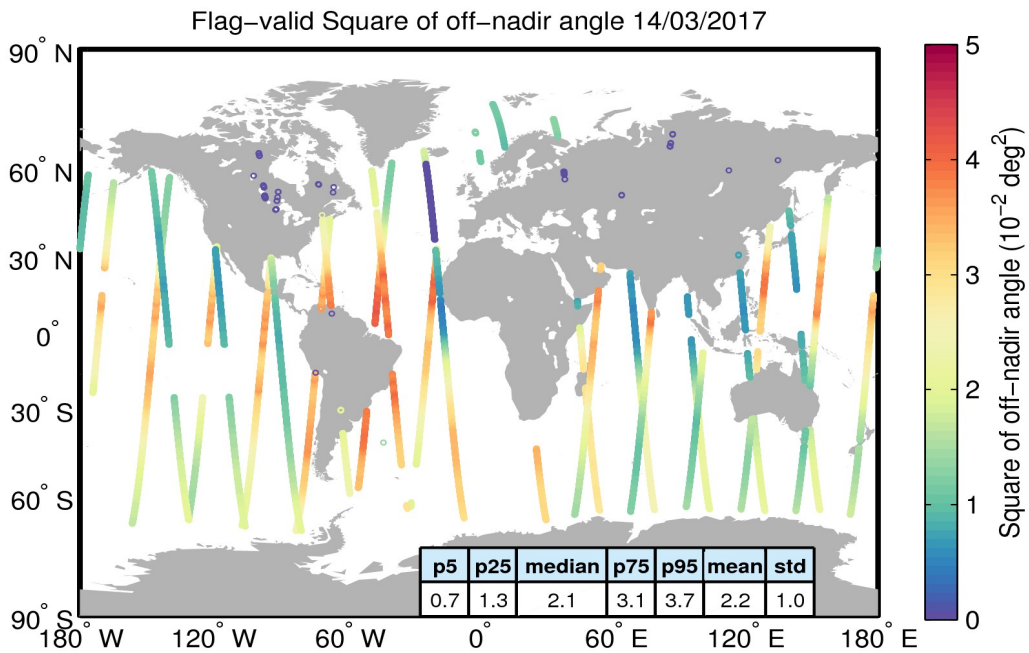 Flag-valid Square of off-nadir angle 14/03/2017
90° N
60° N
30° N
0°
30° S
60° S
90° S
180° W
120° W
60° W
0°
60° E
120° E
180° E
p5 p25 median p75 p95 mean std
0.7 1.3 2.1 3.1 3.7 2.2 1.0
5
4
3
2
1
0
Square of off-nadir angle (10⁻² deg²)